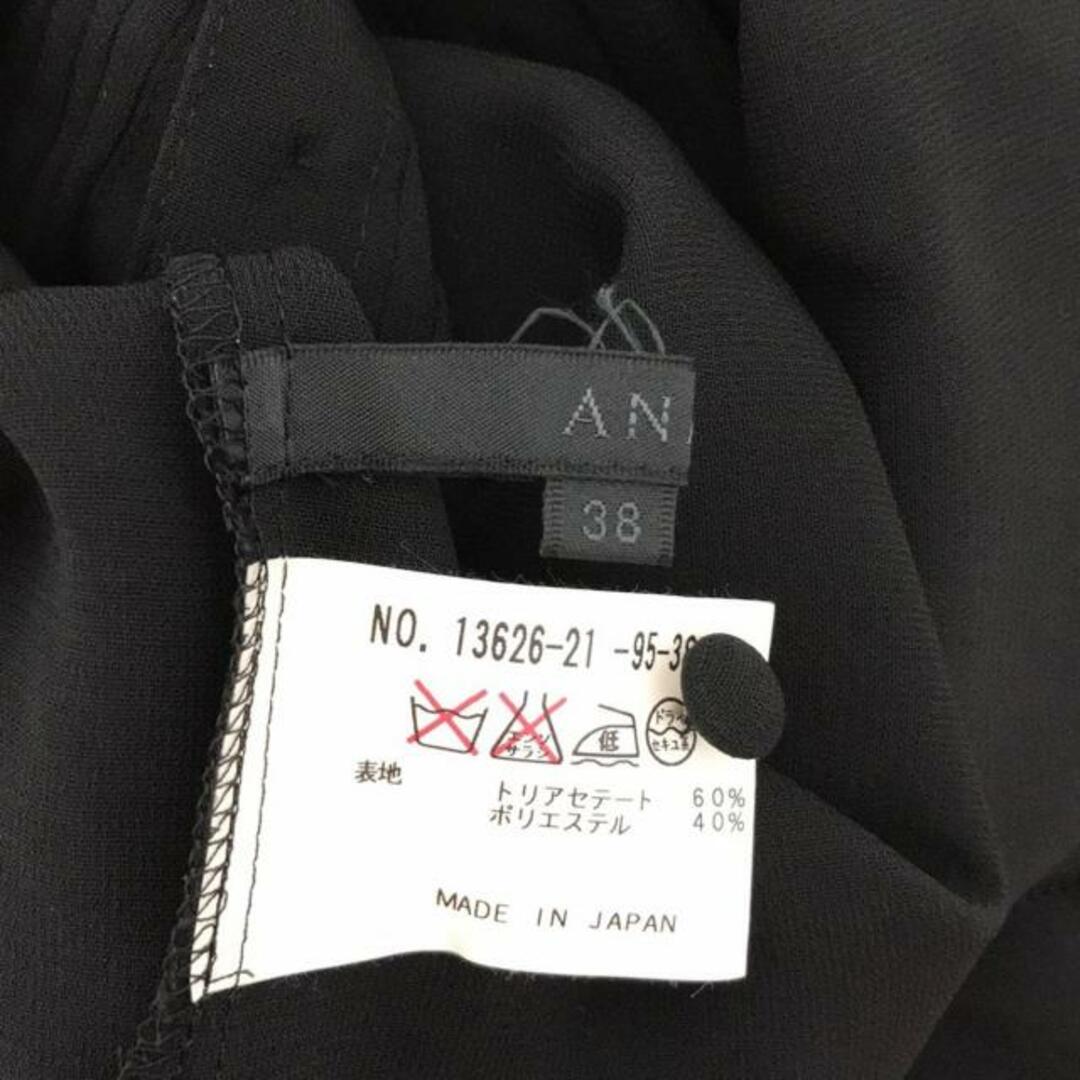 AN
38
NO. 13626-21 -95-38
エンソ
サラシ
低
ドライ
セキユ系
表地
トリアセテート 60%
ポリエステル 40%
MADE IN JAPAN